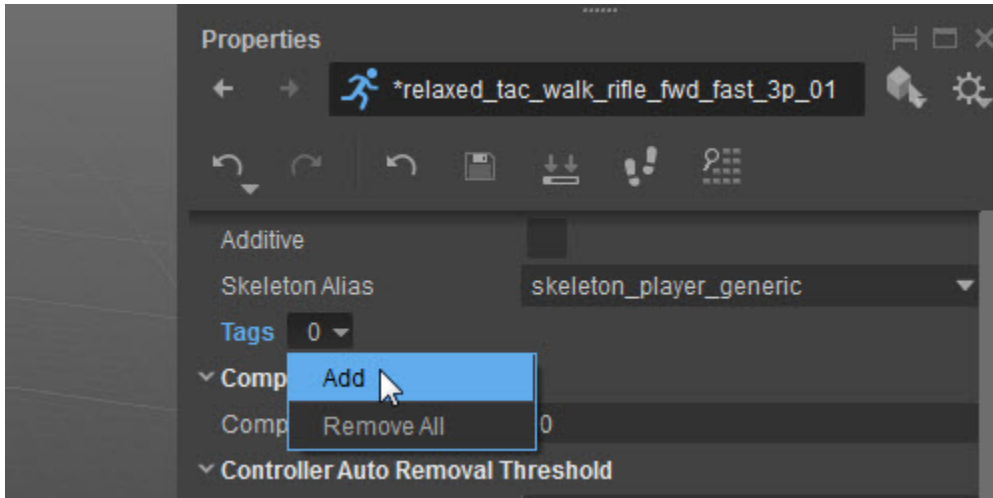 Properties
*relaxed_tac_walk_rifle_fwd_fast_3p_01
Additive
Skeleton Alias skeleton_player_generic
Tags 0
Comp Add
Comp Remove All 0
Controller Auto Removal Threshold